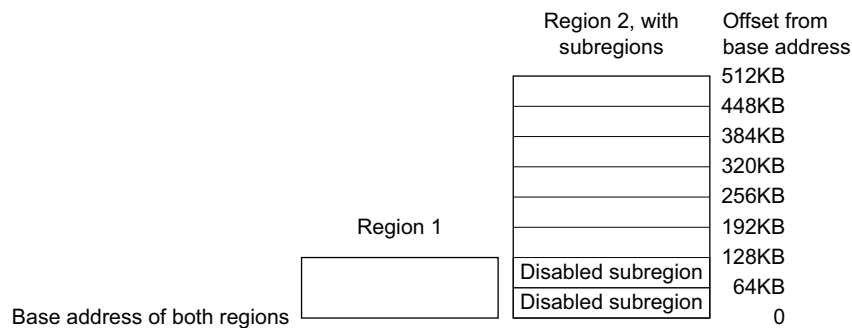 Region 2, with
subregions
Offset from
base address
512KB
448KB
384KB
320KB
256KB
Region 1
192KB
128KB
Disabled subregion
64KB
Disabled subregion
Base address of both regions
0